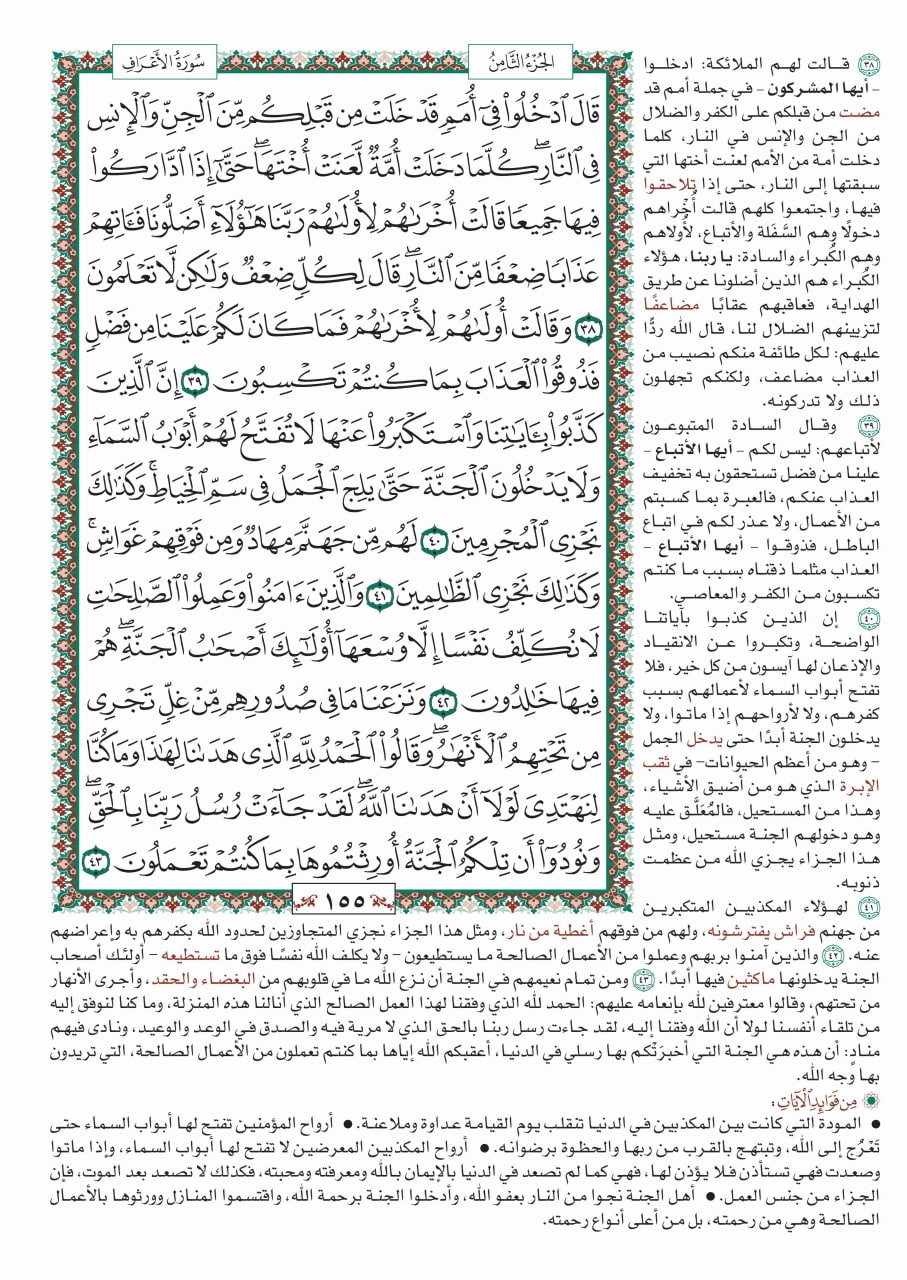 سُورَةُ الأَعْرَافِ
الجُزْءُ الثَّامِنُ
قَالَ ٱدْخُلُوا۟ فِىٓ أُمَمٍ قَدْ خَلَتْ مِن قَبْلِكُم مِّنَ ٱلْجِنِّ وَٱلْإِنسِ
فِى ٱلنَّارِ ۖ كُلَّمَا دَخَلَتْ أُمَّةٌ لَّعَنَتْ أُخْتَهَا ۖ حَتَّىٰٓ إِذَا ٱدَّارَكُوا۟
فِيهَا جَمِيعًا قَالَتْ أُخْرَىٰهُمْ لِأُولَىٰهُمْ رَبَّنَا هَـٰٓؤُلَآءِ أَضَلُّونَا فَـَٔاتِهِمْ
عَذَابًا ضِعْفًا مِّنَ ٱلنَّارِ ۖ قَالَ لِكُلٍّ ضِعْفٌ وَلَـٰكِن لَّا تَعْلَمُونَ
٣٨ وَقَالَتْ أُولَىٰهُمْ لِأُخْرَىٰهُمْ فَمَا كَانَ لَكُمْ عَلَيْنَا مِن فَضْلٍ
فَذُوقُوا۟ ٱلْعَذَابَ بِمَا كُنتُمْ تَكْسِبُونَ ٣٩ إِنَّ ٱلَّذِينَ
كَذَّبُوا۟ بِـَٔايَـٰتِنَا وَٱسْتَكْبَرُوا۟ عَنْهَا لَا تُفَتَّحُ لَهُمْ أَبْوَٰبُ ٱلسَّمَآءِ
وَلَا يَدْخُلُونَ ٱلْجَنَّةَ حَتَّىٰ يَلِجَ ٱلْجَمَلُ فِى سَمِّ ٱلْخِيَاطِ ۚ وَكَذَٰلِكَ
نَجْزِى ٱلْمُجْرِمِينَ ٤٠ لَهُم مِّن جَهَنَّمَ مِهَادٌ وَمِن فَوْقِهِمْ غَوَاشٍ ۚ
وَكَذَٰلِكَ نَجْزِى ٱلظَّـٰلِمِينَ ٤١ وَٱلَّذِينَ ءَامَنُوا۟ وَعَمِلُوا۟ ٱلصَّـٰلِحَـٰتِ
لَا نُكَلِّفُ نَفْسًا إِلَّا وُسْعَهَآ أُو۟لَـٰٓئِكَ أَصْحَـٰبُ ٱلْجَنَّةِ ۖ هُمْ
فِيهَا خَـٰلِدُونَ ٤٢ وَنَزَعْنَا مَا فِى صُدُورِهِم مِّنْ غِلٍّ تَجْرِى
مِن تَحْتِهِمُ ٱلْأَنْهَـٰرُ ۖ وَقَالُوا۟ ٱلْحَمْدُ لِلَّهِ ٱلَّذِى هَدَىٰنَا لِهَـٰذَا وَمَا كُنَّا
لِنَهْتَدِىَ لَوْلَآ أَنْ هَدَىٰنَا ٱللَّهُ ۖ لَقَدْ جَآءَتْ رُسُلُ رَبِّنَا بِٱلْحَقِّ ۖ
وَنُودُوٓا۟ أَن تِلْكُمُ ٱلْجَنَّةُ أُورِثْتُمُوهَا بِمَا كُنتُمْ تَعْمَلُونَ ٤٣
١٥٥
٣٨ قالت لهم الملائكة: ادخلوا
- أيها المشركون - في جملة أمم قد
مضت من قبلكم على الكفر والضلال
من الجن والإنس في النار، كلما
دخلت أمة من الأمم لعنت أختها التي
سبقتها إلى النار، حتى إذا تلاحقوا
فيها، واجتمعوا كلهم قالت أُخْراهم
دخولًا وهم السَّفَلة والأتباع، لأولاهم
وهم الكُبراء والسادة: يا ربنا، هؤلاء
الكُبراء هم الذين أضلونا عن طريق
الهداية، فعاقبهم عقابًا مضاعفًا
لتزيينهم الضلال لنا، قال الله ردًّا
عليهم: لكل طائفة منكم نصيب من
العذاب مضاعف، ولكنكم تجهلون
ذلك ولا تدركونه.
٣٩ وقال السادة المتبوعون
لأتباعهم: ليس لكم - أيها الأتباع -
علينا من فضل تستحقون به تخفيف
العذاب عنكم، فالعبرة بما كسبتم
من الأعمال، ولا عذر لكم في اتباع
الباطل، فذوقوا - أيها الأتباع -
العذاب مثلما ذقناه بسبب ما كنتم
تكسبون من الكفر والمعاصي.
٤٠ إن الذين كذبوا بآياتنا
الواضحة، وتكبروا عن الانقياد
والإذعان لها آيسون من كل خير، فلا
تفتح أبواب السماء لأعمالهم بسبب
كفرهم، ولا لأرواحهم إذا ماتوا، ولا
يدخلون الجنة أبدًا حتى يدخل الجمل
- وهو من أعظم الحيوانات- في ثقب
الإبرة الذي هو من أضيق الأشياء،
وهذا من المستحيل، فالمُعَلَّق عليه
وهو دخولهم الجنة مستحيل، ومثل
هذا الجزاء يجزي الله من عظمت
ذنوبه.
٤١ لهؤلاء المكذبين المتكبرين
من جهنم فراش يفترشونه، ولهم من فوقهم أغطية من نار، ومثل هذا الجزاء نجزي المتجاوزين لحدود الله بكفرهم به وإعراضهم
عنه. ٤٢ والذين آمنوا بربهم وعملوا من الأعمال الصالحة ما يستطيعون - ولا يكلف الله نفسًا فوق ما تستطيعه - أولئك أصحاب
الجنة يدخلونها ماكثين فيها أبدًا. ٤٣ ومن تمام نعيمهم في الجنة أن نزع الله ما في قلوبهم من البغضاء والحقد، وأجرى الأنهار
من تحتهم، وقالوا معترفين لله بإنعامه عليهم: الحمد لله الذي وفقنا لهذا العمل الصالح الذي أنالنا هذه المنزلة، وما كنا لنوفق إليه
من تلقاء أنفسنا لولا أن الله وفقنا إليه، لقد جاءت رسل ربنا بالحق الذي لا مرية فيه والصدق في الوعد والوعيد، ونادى فيهم
منادٍ: أن هذه هي الجنة التي أخبرَتْكم بها رسلي في الدنيا، أعقبكم الله إياها بما كنتم تعملون من الأعمال الصالحة، التي تريدون
بها وجه الله.
مِن فَوَائِدِ الْآيَاتِ:
• المودة التي كانت بين المكذبين في الدنيا تنقلب يوم القيامة عداوة وملاعنة. • أرواح المؤمنين تفتح لها أبواب السماء حتى
تَعْرُج إلى الله، وتبتهج بالقرب من ربها والحظوة برضوانه. • أرواح المكذبين المعرضين لا تفتح لها أبواب السماء، وإذا ماتوا
وصعدت فهي تستأذن فلا يؤذن لها، فهي كما لم تصعد في الدنيا بالإيمان بالله ومعرفته ومحبته، فكذلك لا تصعد بعد الموت، فإن
الجزاء من جنس العمل. • أهل الجنة نجوا من النار بعفو الله، وأدخلوا الجنة برحمة الله، واقتسموا المنازل وورثوها بالأعمال
الصالحة وهي من رحمته، بل من أعلى أنواع رحمته.